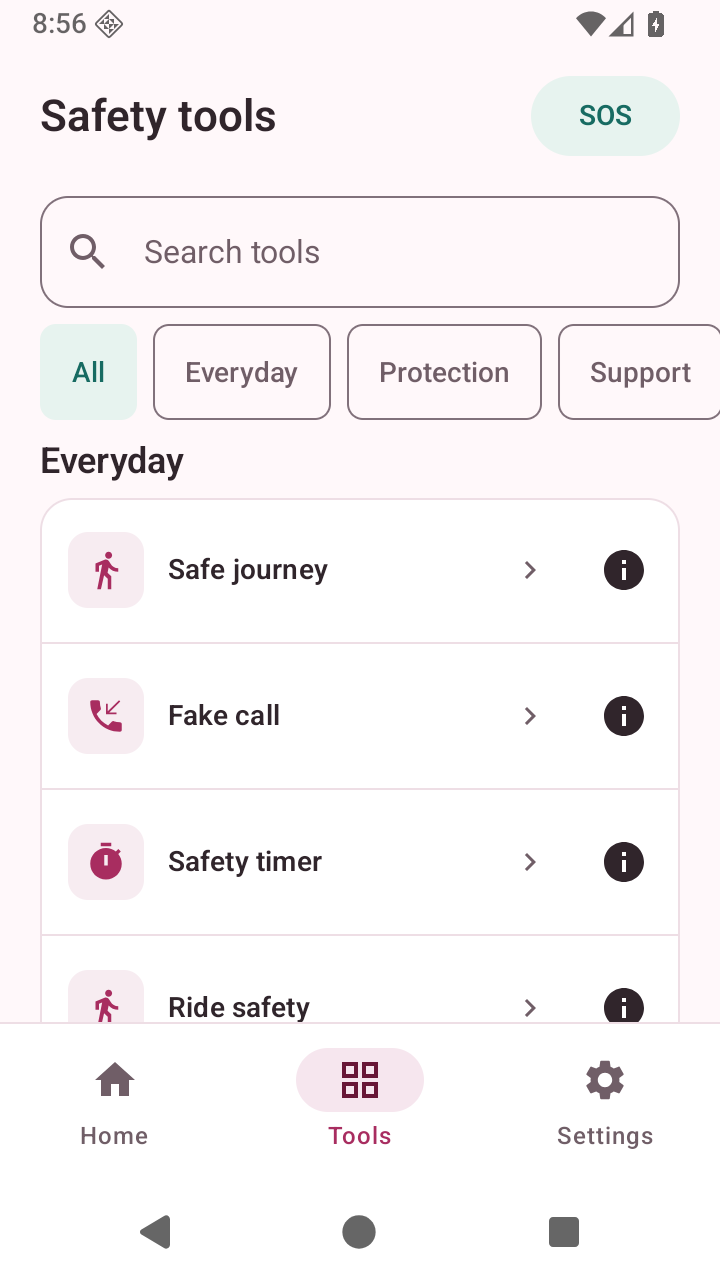 8:56
Safety tools
SOS
Search tools
All
Everyday
Protection
Support
Everyday
Safe journey
Fake call
Safety timer
Ride safety
Home
Tools
Settings